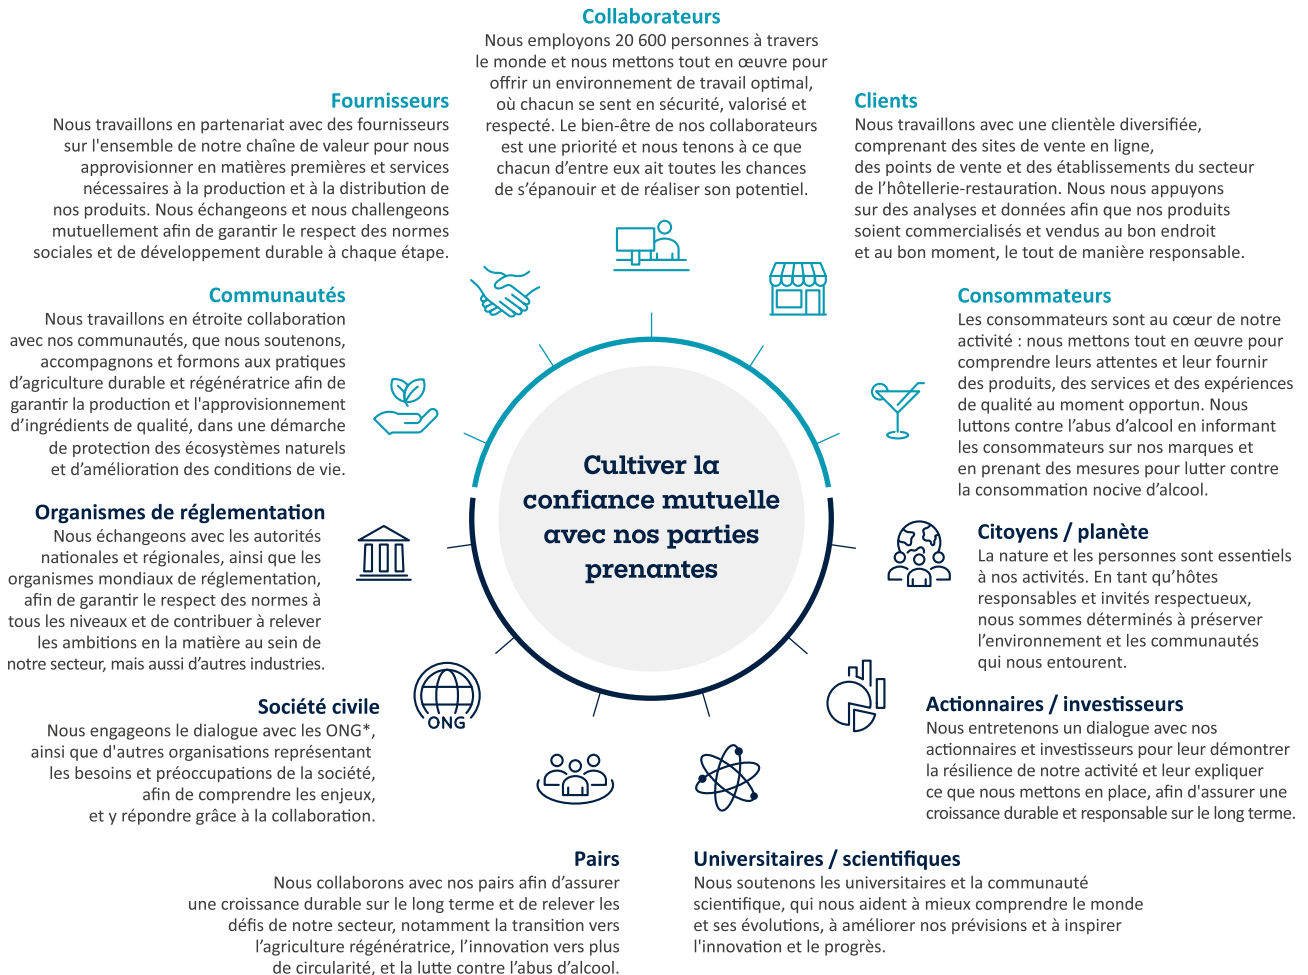 Collaborateurs
Nous employons 20 600 personnes à travers
le monde et nous mettons tout en œuvre pour
offrir un environnement de travail optimal,
où chacun se sent en sécurité, valorisé et
respecté. Le bien-être de nos collaborateurs
est une priorité et nous tenons à ce que
chacun d’entre eux ait toutes les chances
de s’épanouir et de réaliser son potentiel.
Fournisseurs
Nous travaillons en partenariat avec des fournisseurs
sur l'ensemble de notre chaîne de valeur pour nous
approvisionner en matières premières et services
nécessaires à la production et à la distribution de
nos produits. Nous échangeons et nous challengeons
mutuellement afin de garantir le respect des normes
sociales et de développement durable à chaque étape.
Clients
Nous travaillons avec une clientèle diversifiée,
comprenant des sites de vente en ligne,
des points de vente et des établissements du secteur
de l’hôtellerie-restauration. Nous nous appuyons
sur des analyses et données afin que nos produits
soient commercialisés et vendus au bon endroit
et au bon moment, le tout de manière responsable.
Communautés
Nous travaillons en étroite collaboration
avec nos communautés, que nous soutenons,
accompagnons et formons aux pratiques
d’agriculture durable et régénératrice afin de
garantir la production et l'approvisionnement
d’ingrédients de qualité, dans une démarche
de protection des écosystèmes naturels
et d’amélioration des conditions de vie.
Consommateurs
Les consommateurs sont au cœur de notre
activité : nous mettons tout en œuvre pour
comprendre leurs attentes et leur fournir
des produits, des services et des expériences
de qualité au moment opportun. Nous
luttons contre l’abus d’alcool en informant
les consommateurs sur nos marques et
en prenant des mesures pour lutter contre
la consommation nocive d’alcool.
Cultiver la
confiance mutuelle
avec nos parties
prenantes
Organismes de réglementation
Nous échangeons avec les autorités
nationales et régionales, ainsi que les
organismes mondiaux de réglementation,
afin de garantir le respect des normes à
tous les niveaux et de contribuer à relever
les ambitions en la matière au sein de
notre secteur, mais aussi d’autres industries.
Citoyens / planète
La nature et les personnes sont essentiels
à nos activités. En tant qu’hôtes
responsables et invités respectueux,
nous sommes déterminés à préserver
l’environnement et les communautés
qui nous entourent.
Société civile
Nous engageons le dialogue avec les ONG*,
ainsi que d'autres organisations représentant
les besoins et préoccupations de la société,
afin de comprendre les enjeux,
et y répondre grâce à la collaboration.
ONG
Actionnaires / investisseurs
Nous entretenons un dialogue avec nos
actionnaires et investisseurs pour leur démontrer
la résilience de notre activité et leur expliquer
ce que nous mettons en place, afin d'assurer une
croissance durable et responsable sur le long terme.
Pairs
Nous collaborons avec nos pairs afin d’assurer
une croissance durable sur le long terme et de relever les
défis de notre secteur, notamment la transition vers
l’agriculture régénératrice, l’innovation vers plus
de circularité, et la lutte contre l’abus d’alcool.
Universitaires / scientifiques
Nous soutenons les universitaires et la communauté
scientifique, qui nous aident à mieux comprendre le monde
et ses évolutions, à améliorer nos prévisions et à inspirer
l'innovation et le progrès.